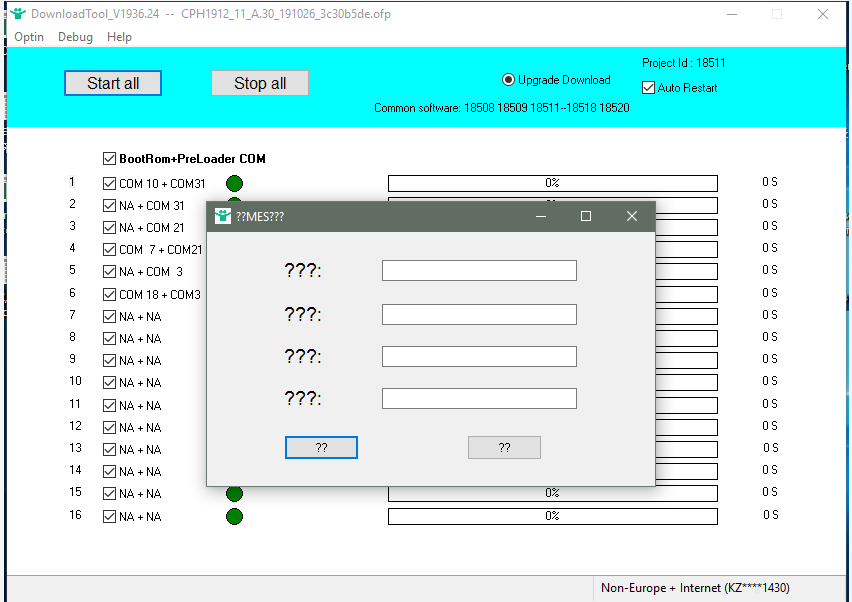 DownloadTool_V1936.24 -- CPH1912_11_A.30_191026_3c30b5de.ofp
Optin Debug Help
Start all
Stop all
Upgrade Download
Project Id : 18511
Auto Restart
Common software: 18508 18509 18511--18518 18520
BootRom+PreLoader COM
1 COM 10 + COM31 0% 0 S
2 NA + COM 31 0 S
3 NA + COM 21 0 S
4 COM 7 + COM21 0 S
5 NA + COM 3 0 S
6 COM 18 + COM3 0 S
7 NA + NA 0 S
8 NA + NA 0 S
9 NA + NA 0 S
10 NA + NA 0 S
11 NA + NA 0 S
12 NA + NA 0 S
13 NA + NA 0 S
14 NA + NA 0 S
15 NA + NA 0% 0 S
16 NA + NA 0% 0 S
??MES???
???:
???:
???:
???:
??
??
Non-Europe + Internet (KZ****1430)